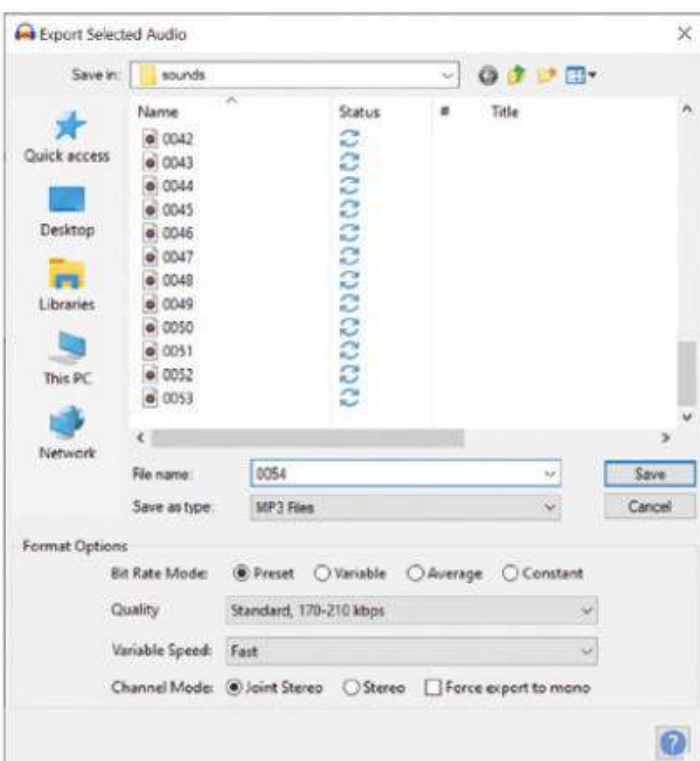 Export Selected Audio
Save in: sounds
Name Status # Title
0042
0043
0044
0045
0046
0047
0048
0049
0050
0051
0052
0053
Quick access
Desktop
Libraries
This PC
Network
File name: 0054 Save
Save as type: MP3 Files Cancel
Format Options
Bit Rate Mode: Preset Variable Average Constant
Quality Standard, 170-210 kbps
Variable Speed: Fast
Channel Mode: Joint Stereo Stereo Force export to mono
?